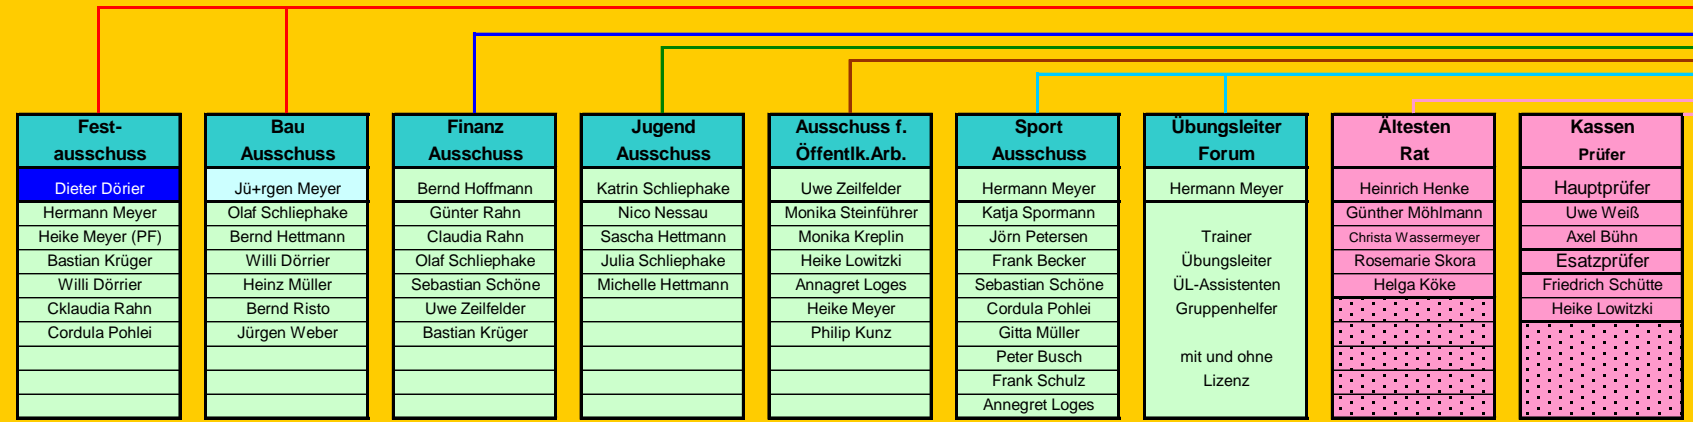 Fest-
ausschuss
Dieter Dörier
Hermann Meyer
Heike Meyer (PF)
Bastian Krüger
Willi Dörrier
Cklaudia Rahn
Cordula Pohlei
Bau
Ausschuss
Jü+rgen Meyer
Olaf Schliephake
Bernd Hettmann
Willi Dörrier
Heinz Müller
Bernd Risto
Jürgen Weber
Finanz
Ausschuss
Bernd Hoffmann
Günter Rahn
Claudia Rahn
Olaf Schliephake
Sebastian Schöne
Uwe Zeilfelder
Bastian Krüger
Jugend
Ausschuss
Katrin Schliephake
Nico Nessau
Sascha Hettmann
Julia Schliephake
Michelle Hettmann
Ausschuss f.
Öffentlk.Arb.
Uwe Zeilfelder
Monika Steinführer
Monika Kreplin
Heike Lowitzki
Annagret Loges
Heike Meyer
Philip Kunz
Sport
Ausschuss
Hermann Meyer
Katja Spormann
Jörn Petersen
Frank Becker
Sebastian Schöne
Cordula Pohlei
Gitta Müller
Peter Busch
Frank Schulz
Annegret Loges
Übungsleiter
Forum
Hermann Meyer
Trainer
Übungsleiter
ÜL-Assistenten
Gruppenhelfer
mit und ohne
Lizenz
Ältesten
Rat
Heinrich Henke
Günther Möhlmann
Christa Wassermeyer
Rosemarie Skora
Helga Köke
Kassen
Prüfer
Hauptprüfer
Uwe Weiß
Axel Bühn
Esatzprüfer
Friedrich Schütte
Heike Lowitzki